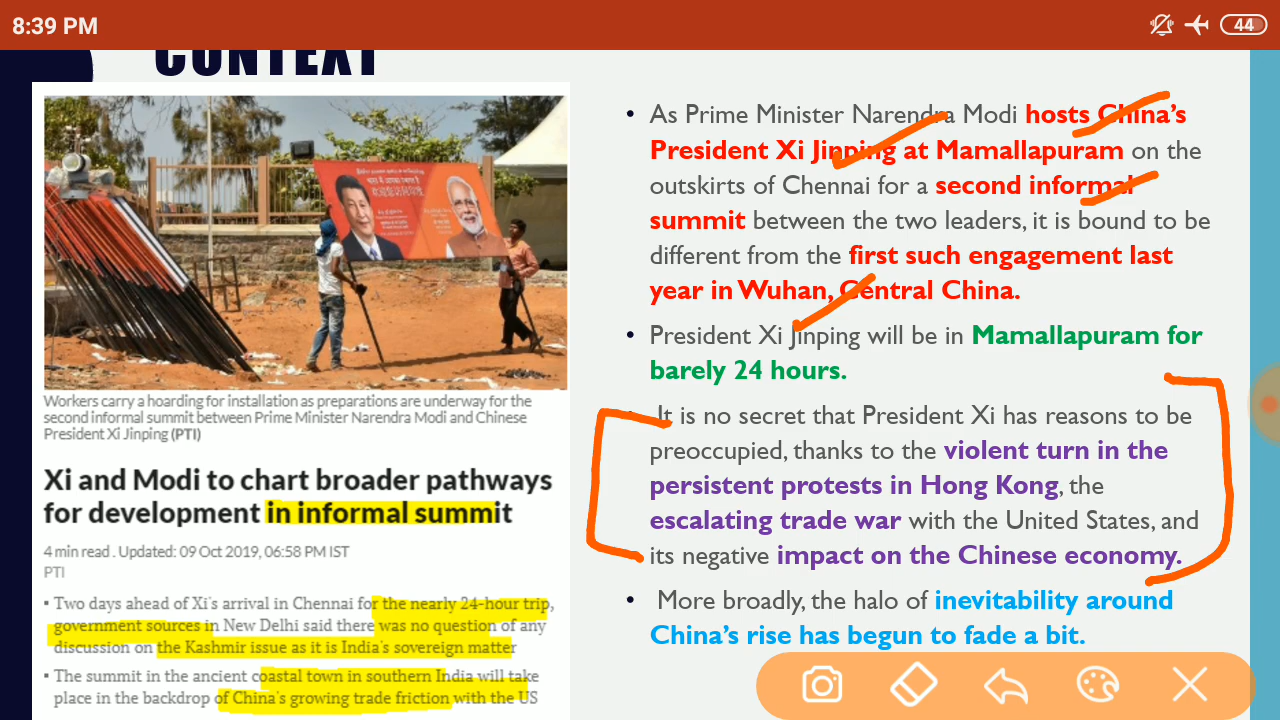 8:39 PM
44
CONTEXT
Workers carry a hoarding for installation as preparations are underway for the
second informal summit between Prime Minister Narendra Modi and Chinese
President Xi Jinping (PTI)
Xi and Modi to chart broader pathways
for development in informal summit
4 min read . Updated: 09 Oct 2019, 06:58 PM IST
PTI
▪ Two days ahead of Xi's arrival in Chennai for the nearly 24-hour trip,
government sources in New Delhi said there was no question of any
discussion on the Kashmir issue as it is India's sovereign matter
▪ The summit in the ancient coastal town in southern India will take
place in the backdrop of China's growing trade friction with the US
• As Prime Minister Narendra Modi hosts China's
President Xi Jinping at Mamallapuram on the
outskirts of Chennai for a second informal
summit between the two leaders, it is bound to be
different from the first such engagement last
year in Wuhan, Central China.
• President Xi Jinping will be in Mamallapuram for
barely 24 hours.
• It is no secret that President Xi has reasons to be
preoccupied, thanks to the violent turn in the
persistent protests in Hong Kong, the
escalating trade war with the United States, and
its negative impact on the Chinese economy.
• More broadly, the halo of inevitability around
China's rise has begun to fade a bit.